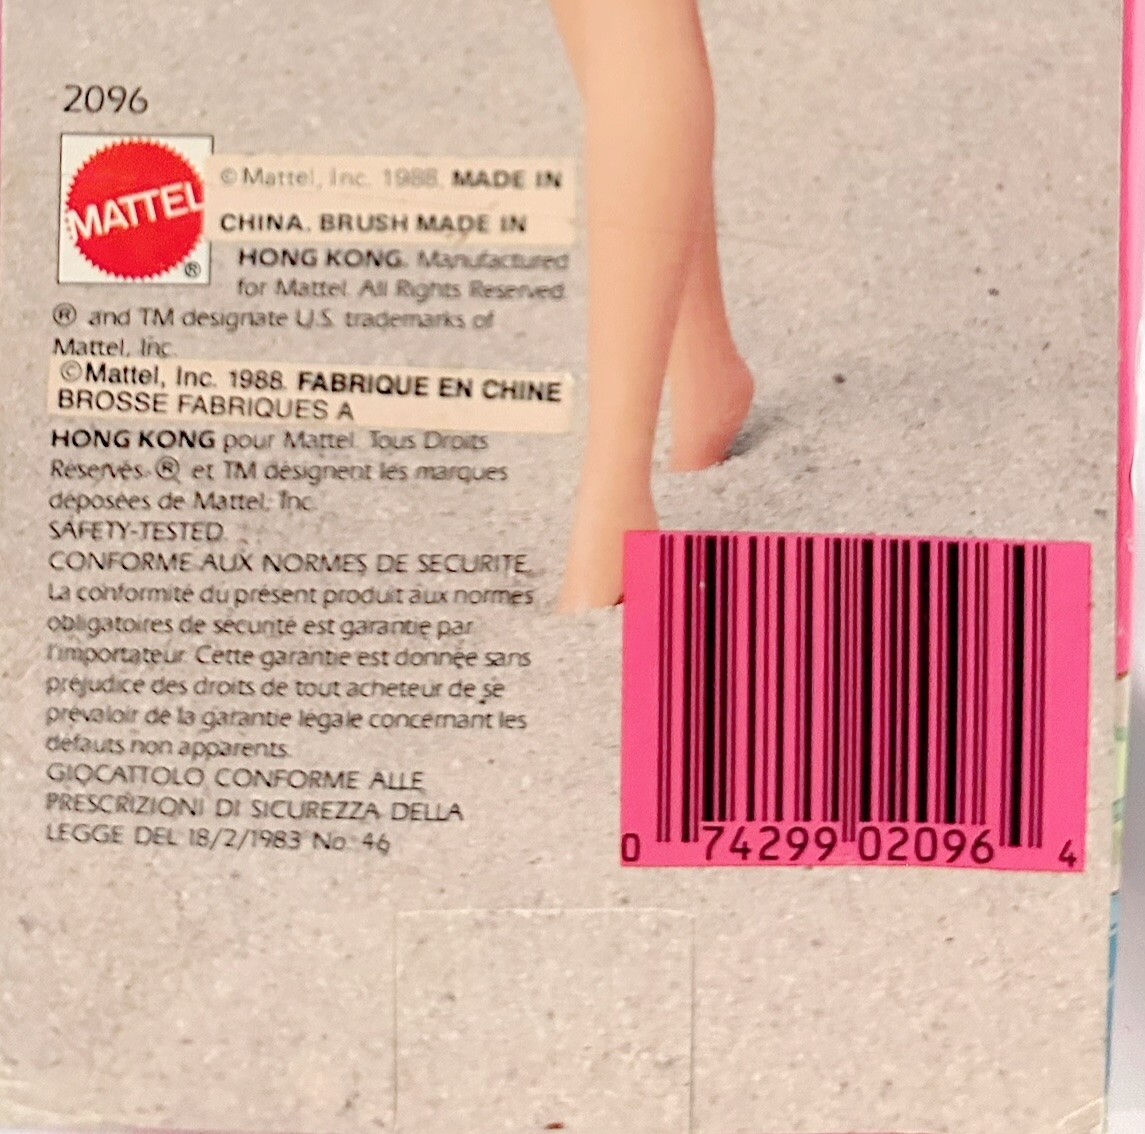 2096
MATTEL
®
© Mattel, Inc. 1988. MADE IN
CHINA. BRUSH MADE IN
HONG KONG. Manufactured
for Mattel. All Rights Reserved.
® and TM designate U.S. trademarks of
Mattel, Inc.
©Mattel, Inc. 1988. FABRIQUE EN CHINE
BROSSE FABRIQUES A
HONG KONG pour Mattel. Tous Droits
Réservés. ® et TM désignent les marques
déposées de Mattel, Inc.
SAFETY-TESTED.
CONFORME AUX NORMES DE SECURITE.
La conformité du présent produit aux normes
obligatoires de sécurité est garantie par
l'importateur. Cette garantie est donnée sans
préjudice des droits de tout acheteur de se
prévaloir de la garantie légale concernant les
défauts non apparents.
GIOCATTOLO CONFORME ALLE
PRESCRIZIONI DI SICUREZZA DELLA
LEGGE DEL 18/2/1983 No. 46
0 74299 02096 4